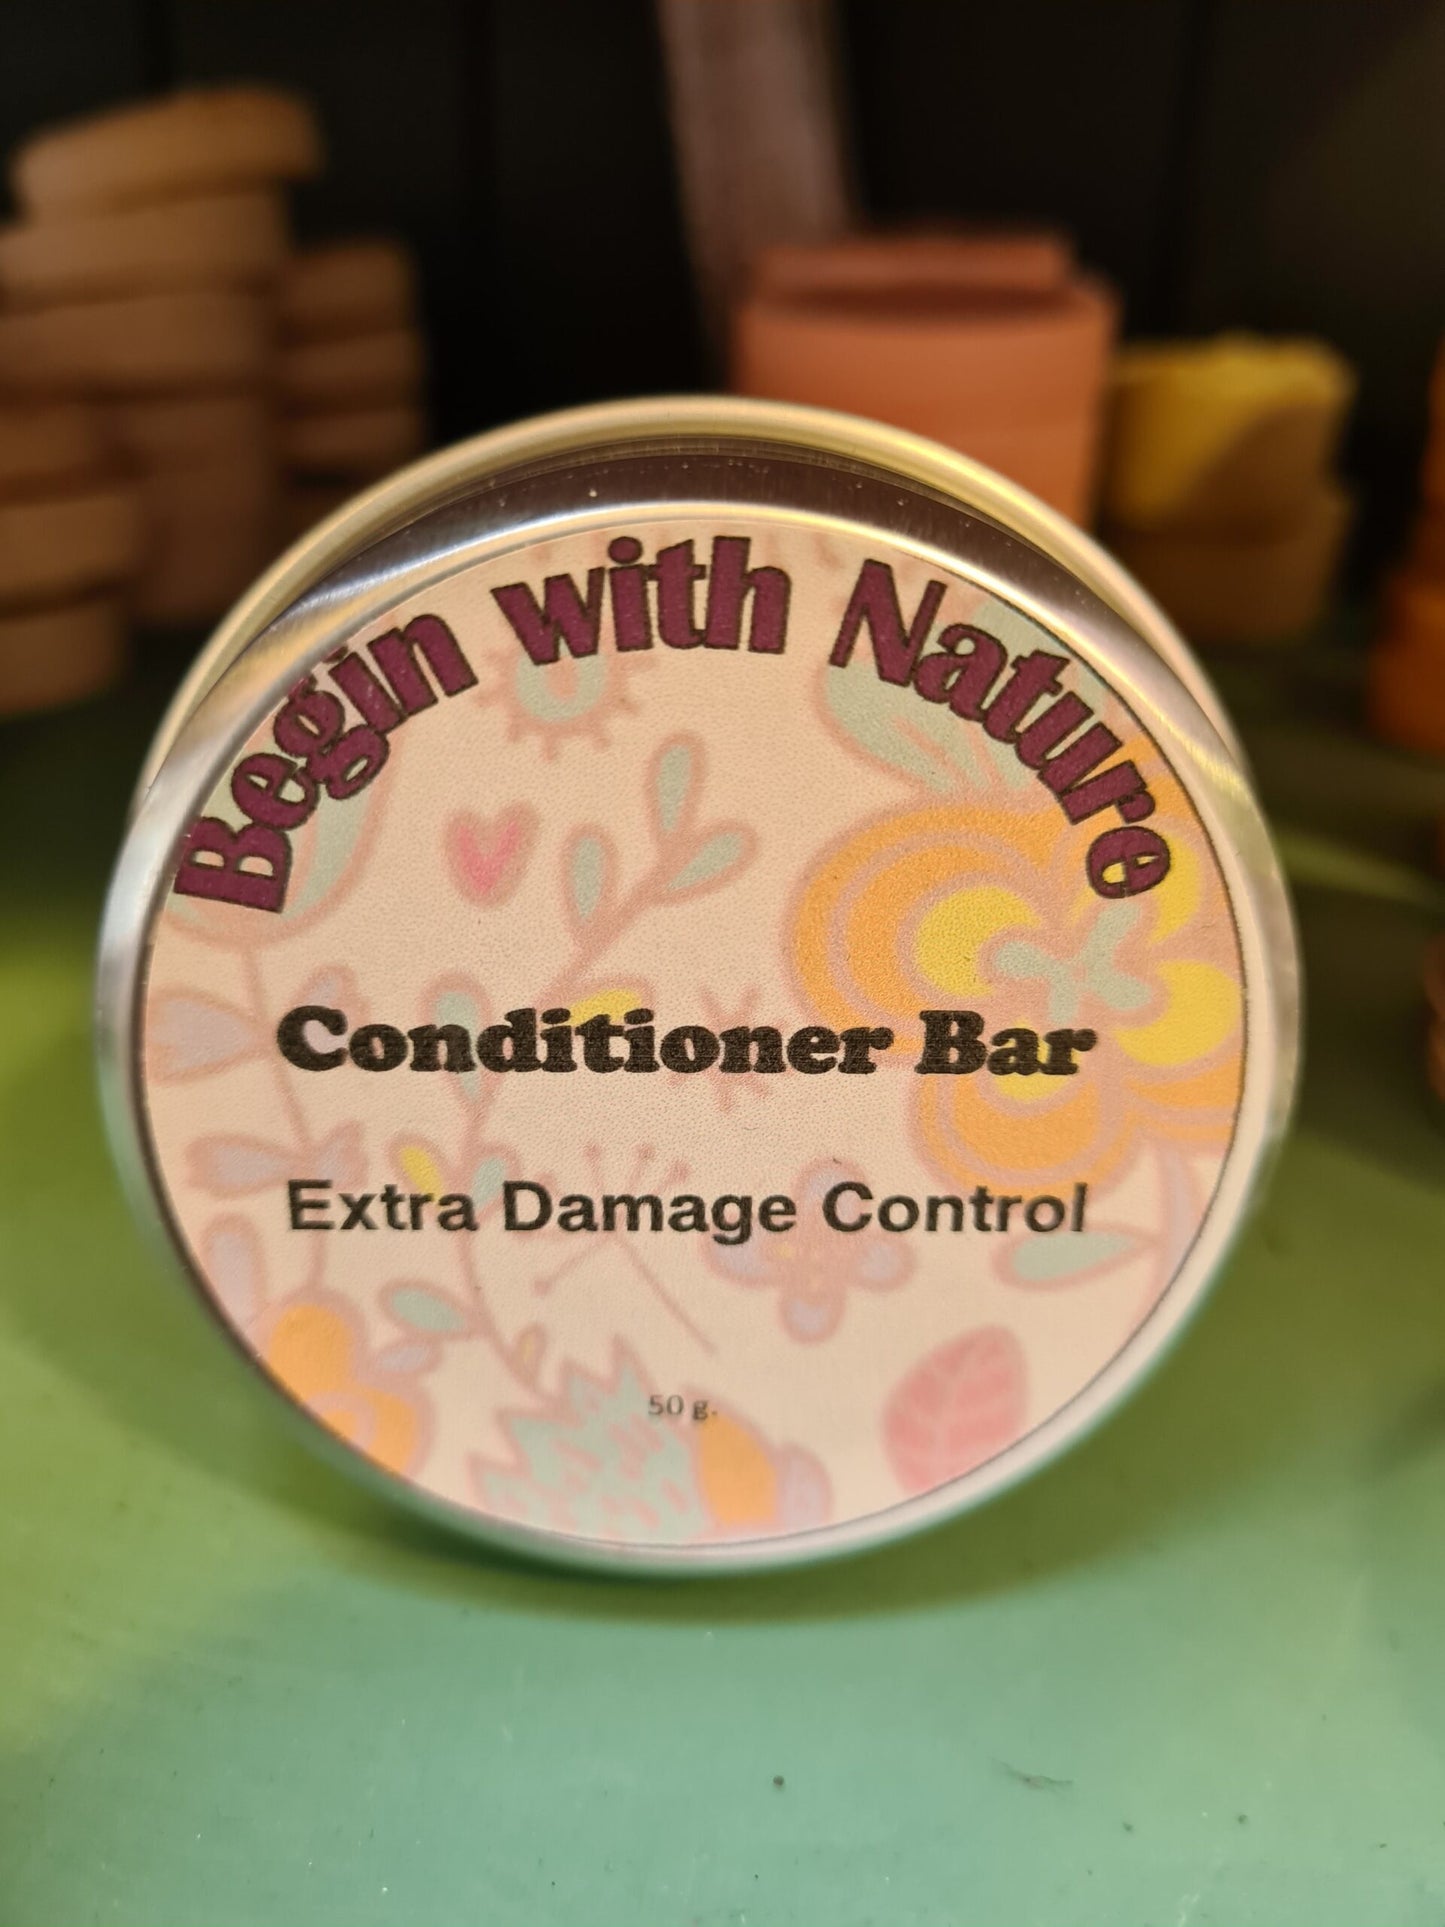 Begin with Nature
Conditioner Bar
Extra Damage Control
50 g.